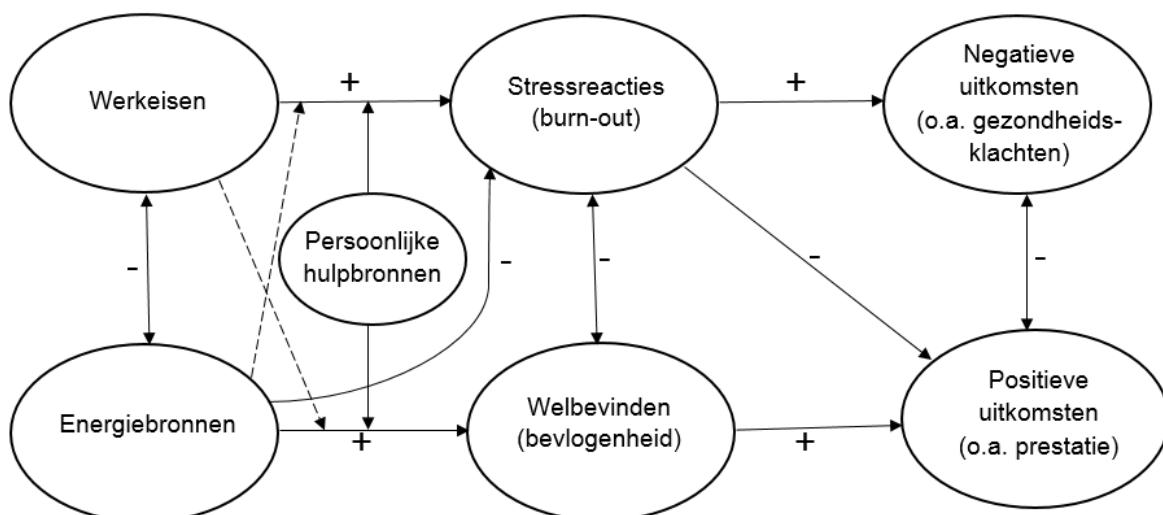 Werkeisen
+
Stressreacties
(burn-out)
+
Negatieve
uitkomsten
(o.a. gezondheids-
klachten)
-
Persoonlijke
hulpbronnen
-
-
-
-
Energiebronnen
+
Welbevinden
(bevlogenheid)
+
Positieve
uitkomsten
(o.a. prestatie)